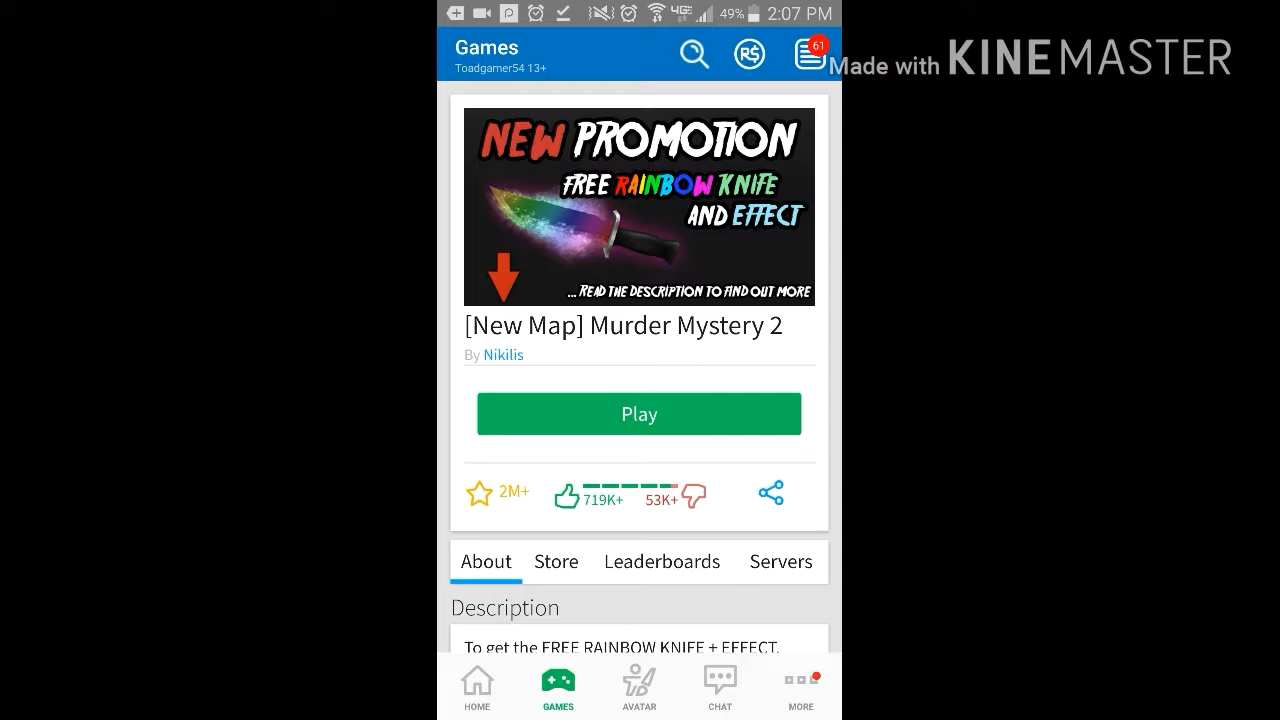 4G LTE 49% 2:07 PM
Games
Toadgamer54 13+
R$
61
Made with KINEMASTER
NEW PROMOTION
FREE RAINBOW KNIFE
AND EFFECT
... READ THE DESCRIPTION TO FIND OUT MORE
[New Map] Murder Mystery 2
By Nikilis
Play
2M+
719K+
53K+
About Store Leaderboards Servers
Description
To get the FREE RAINBOW KNIFE + EFFECT,
HOME GAMES AVATAR CHAT MORE